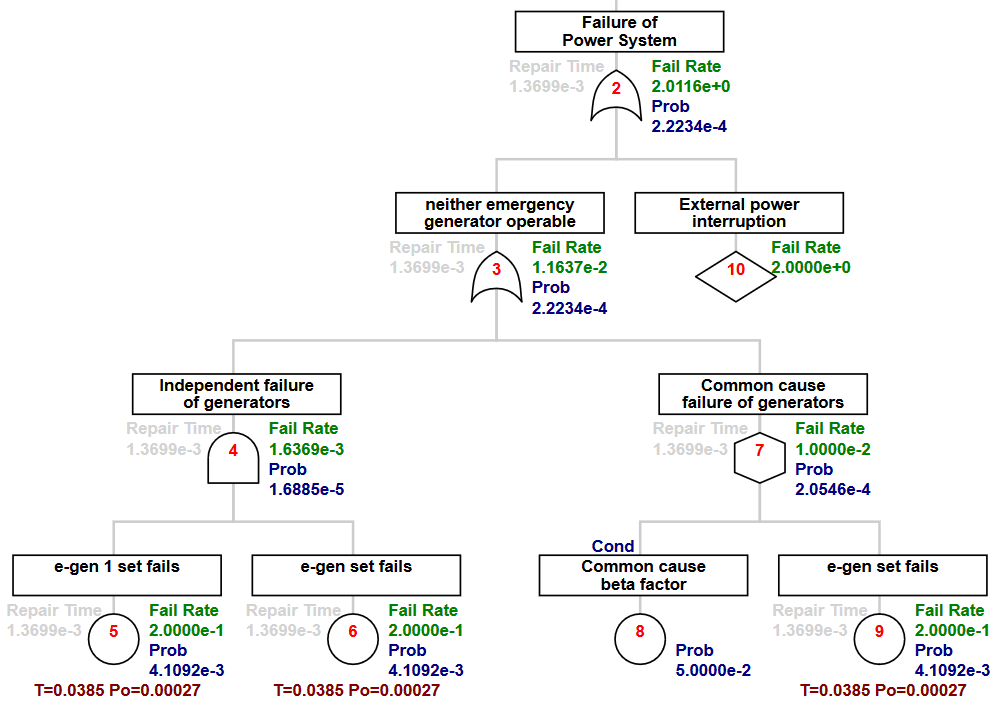 Failure of
Power System
Repair Time
1.3699e-3
2
Fail Rate
2.0116e+0
Prob
2.2234e-4
neither emergency
generator operable
Repair Time
1.3699e-3
3
Fail Rate
1.1637e-2
Prob
2.2234e-4
External power
interruption
10
Fail Rate
2.0000e+0
Independent failure
of generators
Repair Time
1.3699e-3
4
Fail Rate
1.6369e-3
Prob
1.6885e-5
Common cause
failure of generators
Repair Time
1.3699e-3
7
Fail Rate
1.0000e-2
Prob
2.0546e-4
e-gen 1 set fails
Repair Time
1.3699e-3
5
Fail Rate
2.0000e-1
Prob
4.1092e-3
T=0.0385 Po=0.00027
e-gen set fails
Repair Time
1.3699e-3
6
Fail Rate
2.0000e-1
Prob
4.1092e-3
T=0.0385 Po=0.00027
Cond
Common cause
beta factor
8
Prob
5.0000e-2
e-gen set fails
Repair Time
1.3699e-3
9
Fail Rate
2.0000e-1
Prob
4.1092e-3
T=0.0385 Po=0.00027